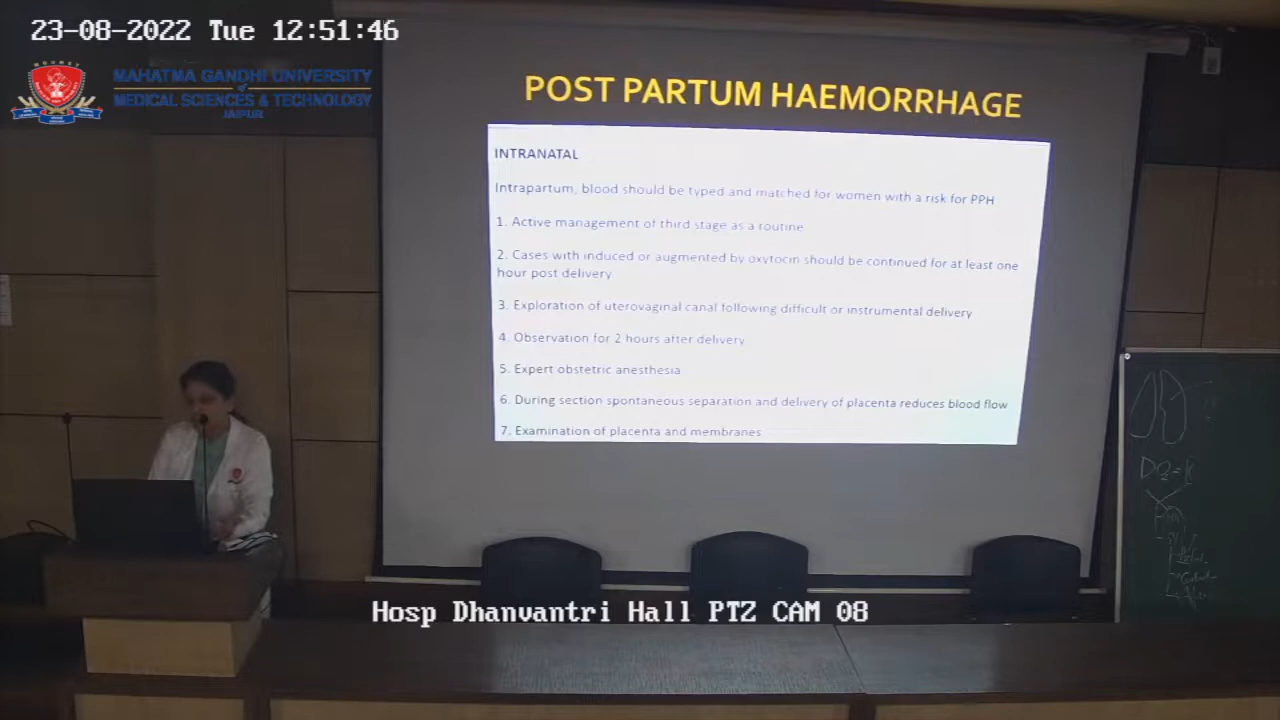 23-08-2022 Tue 12:51:46
MAHATMA GANDHI UNIVERSITY
of
MEDICAL SCIENCES & TECHNOLOGY
JAIPUR
POST PARTUM HAEMORRHAGE
INTRANATAL
Intrapartum, blood should be typed and matched for women with a risk for PPH
1. Active management of third stage as a routine
2. Cases with induced or augmented by oxytocin should be continued for at least one
hour post delivery.
3. Exploration of uterovaginal canal following difficult or instrumental delivery
4. Observation for 2 hours after delivery
5. Expert obstetric anesthesia
6. During section spontaneous separation and delivery of placenta reduces blood flow
7. Examination of placenta and membranes
Hosp Dhanvantri Hall PTZ CAM 08